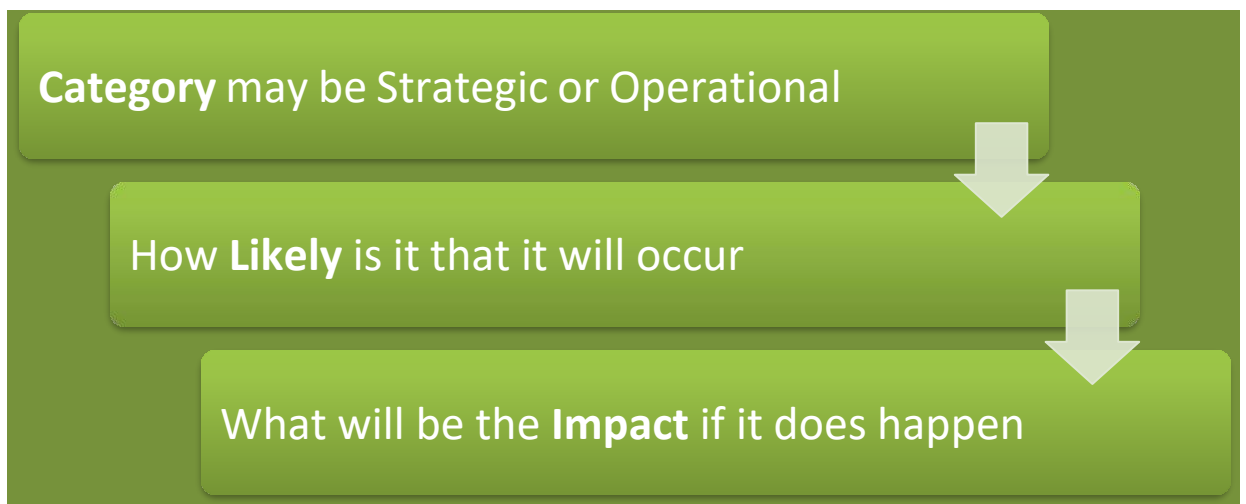 Category may be Strategic or Operational
How Likely is it that it will occur
What will be the Impact if it does happen